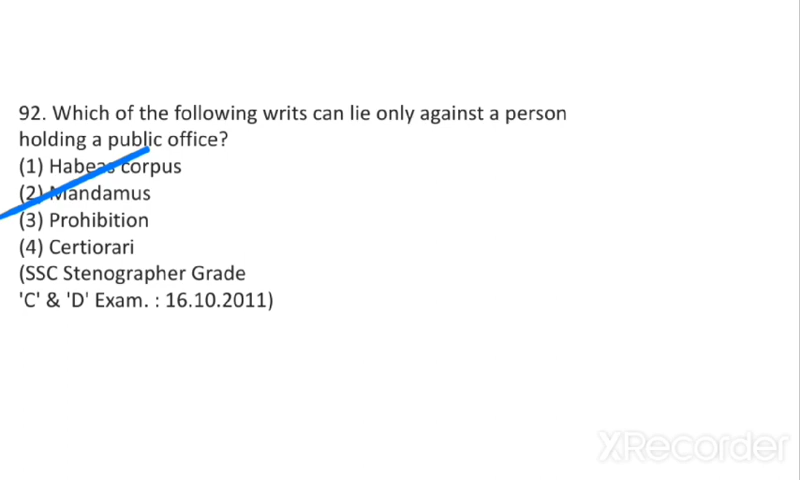 92. Which of the following writs can lie only against a person
holding a public office?
(1) Habeas corpus
(2) Mandamus
(3) Prohibition
(4) Certiorari
(SSC Stenographer Grade
'C' & 'D' Exam. : 16.10.2011)
XRecorder